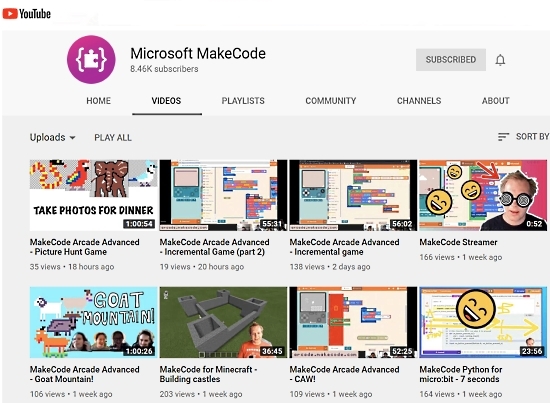 YouTube
Microsoft MakeCode
8.46K subscribers
SUBSCRIBED
HOME VIDEOS PLAYLISTS COMMUNITY CHANNELS ABOUT
Uploads PLAY ALL SORT BY
TAKE PHOTOS FOR DINNER
1:00:54
55:31
56:02
0:52
MakeCode Arcade Advanced - Picture Hunt Game
35 views • 18 hours ago
MakeCode Arcade Advanced - Incremental Game (part 2)
19 views • 20 hours ago
MakeCode Arcade Advanced - Incremental game
138 views • 2 days ago
MakeCode Streamer
166 views • 1 week ago
GOAT MOUNTAIN!
1:00:26
36:45
arcade.makecode.com
52:25
23:56
MakeCode Arcade Advanced - Goat Mountain!
106 views • 1 week ago
MakeCode for Minecraft - Building castles
203 views • 1 week ago
MakeCode Arcade Advanced - CAW!
109 views • 1 week ago
MakeCode Python for micro:bit - 7 seconds
164 views • 1 week ago